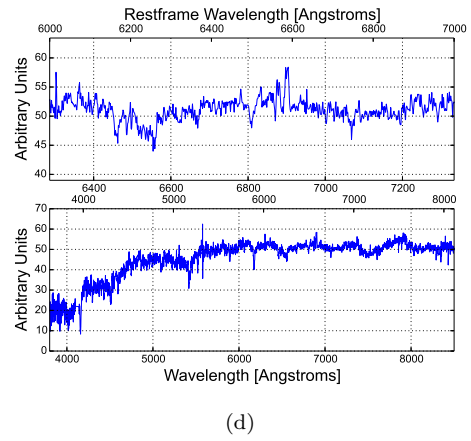 Restframe Wavelength [Angstroms]
6000 6200 6400 6600 6800 7000
Arbitrary Units
60
55
50
45
40
6400 6600 6800 7000 7200
4000 5000 6000 7000 8000
Arbitrary Units
70
60
50
40
30
20
10
0
4000 5000 6000 7000 8000
Wavelength [Angstroms]
(d)